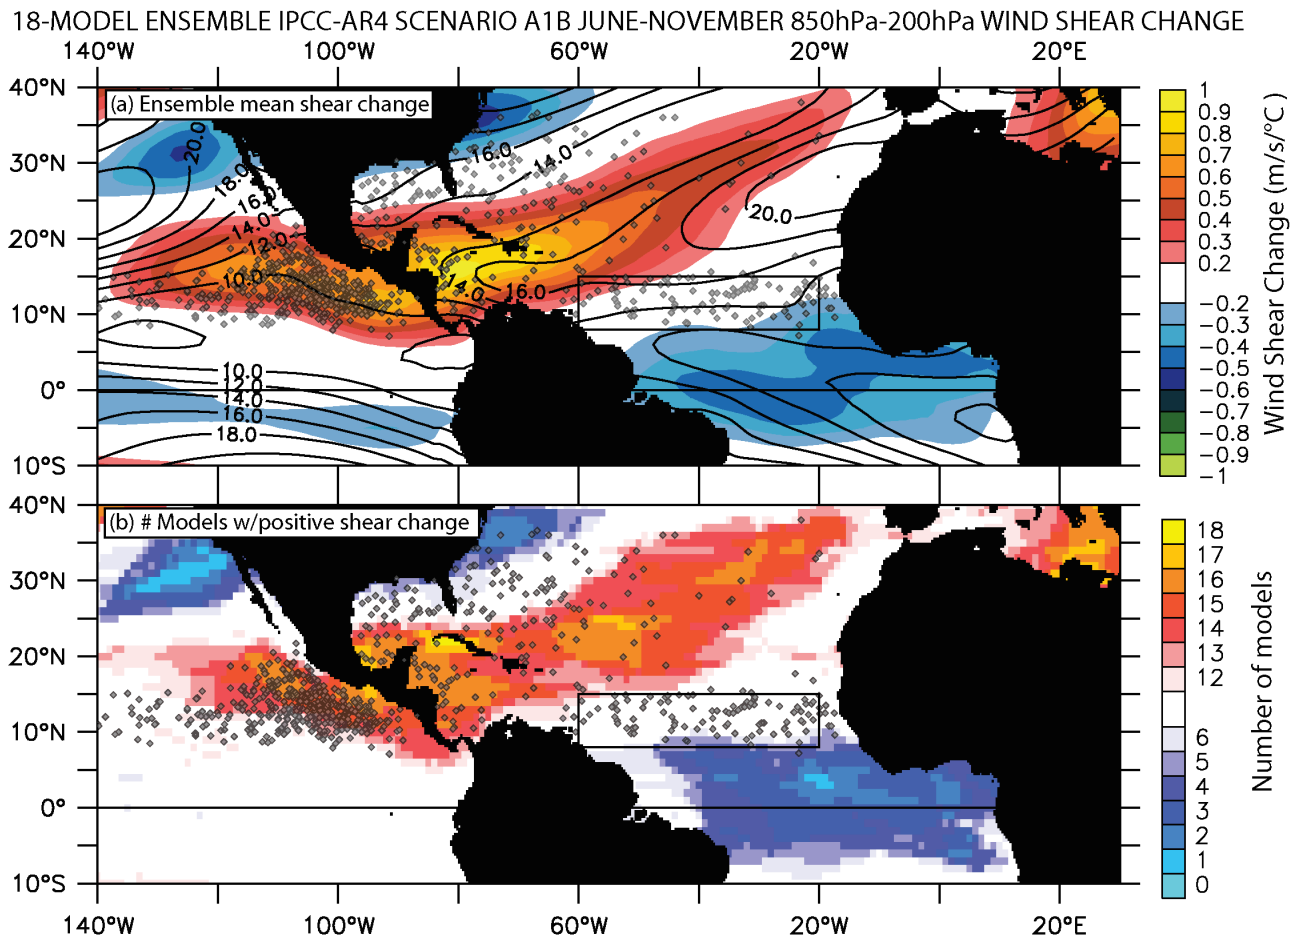 18-MODEL ENSEMBLE IPCC-AR4 SCENARIO A1B JUNE-NOVEMBER 850hPa-200hPa WIND SHEAR CHANGE
140°W 100°W 60°W 20°W 20°E
40°N
30°N
20°N
10°N
0°
10°S
(a) Ensemble mean shear change
20.0
18.0
16.0
14.0
12.0
10.0
16.0
14.0
20.0
14.0
16.0
10.0
12.0
14.0
16.0
18.0
1
0.9
0.8
0.7
0.6
0.5
0.4
0.3
0.2
−0.2
−0.3
−0.4
−0.5
−0.6
−0.7
−0.8
−0.9
−1
Wind Shear Change (m/s/°C )
40°N
30°N
20°N
10°N
0°
10°S
(b) # Models w/positive shear change
18
17
16
15
14
13
12
6
5
4
3
2
1
0
Number of models
140°W 100°W 60°W 20°W 20°E